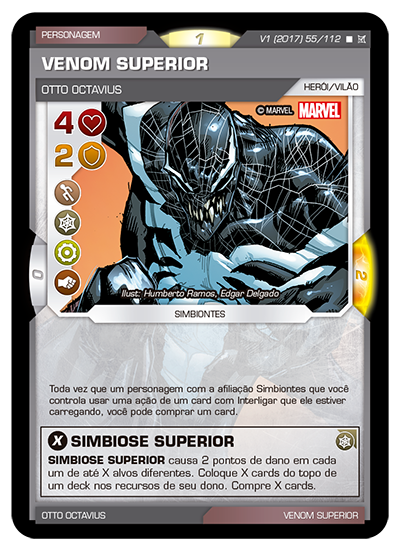 PERSONAGEM
1
V1 (2017) 55/112
VENOM SUPERIOR
OTTO OCTAVIUS
HERÓI/VILÃO
4
© MARVEL MARVEL
2
0
2
Ilust: Humberto Ramos, Edgar Delgado
SIMBIONTES
Toda vez que um personagem com a afiliação Simbiontes que você
controla usar uma ação de um card com Interligar que ele estiver
carregando, você pode comprar um card.
X SIMBIOSE SUPERIOR
SIMBIOSE SUPERIOR causa 2 pontos de dano em cada
um de até X alvos diferentes. Coloque X cards do topo de
um deck nos recursos de seu dono. Compre X cards.
OTTO OCTAVIUS
VENOM SUPERIOR